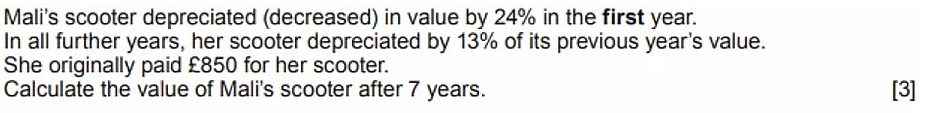 Mali's scooter depreciated (decreased) in value by 24% in the first year.
In all further years, her scooter depreciated by 13% of its previous year's value.
She originally paid £850 for her scooter.
Calculate the value of Mali's scooter after 7 years. [3]